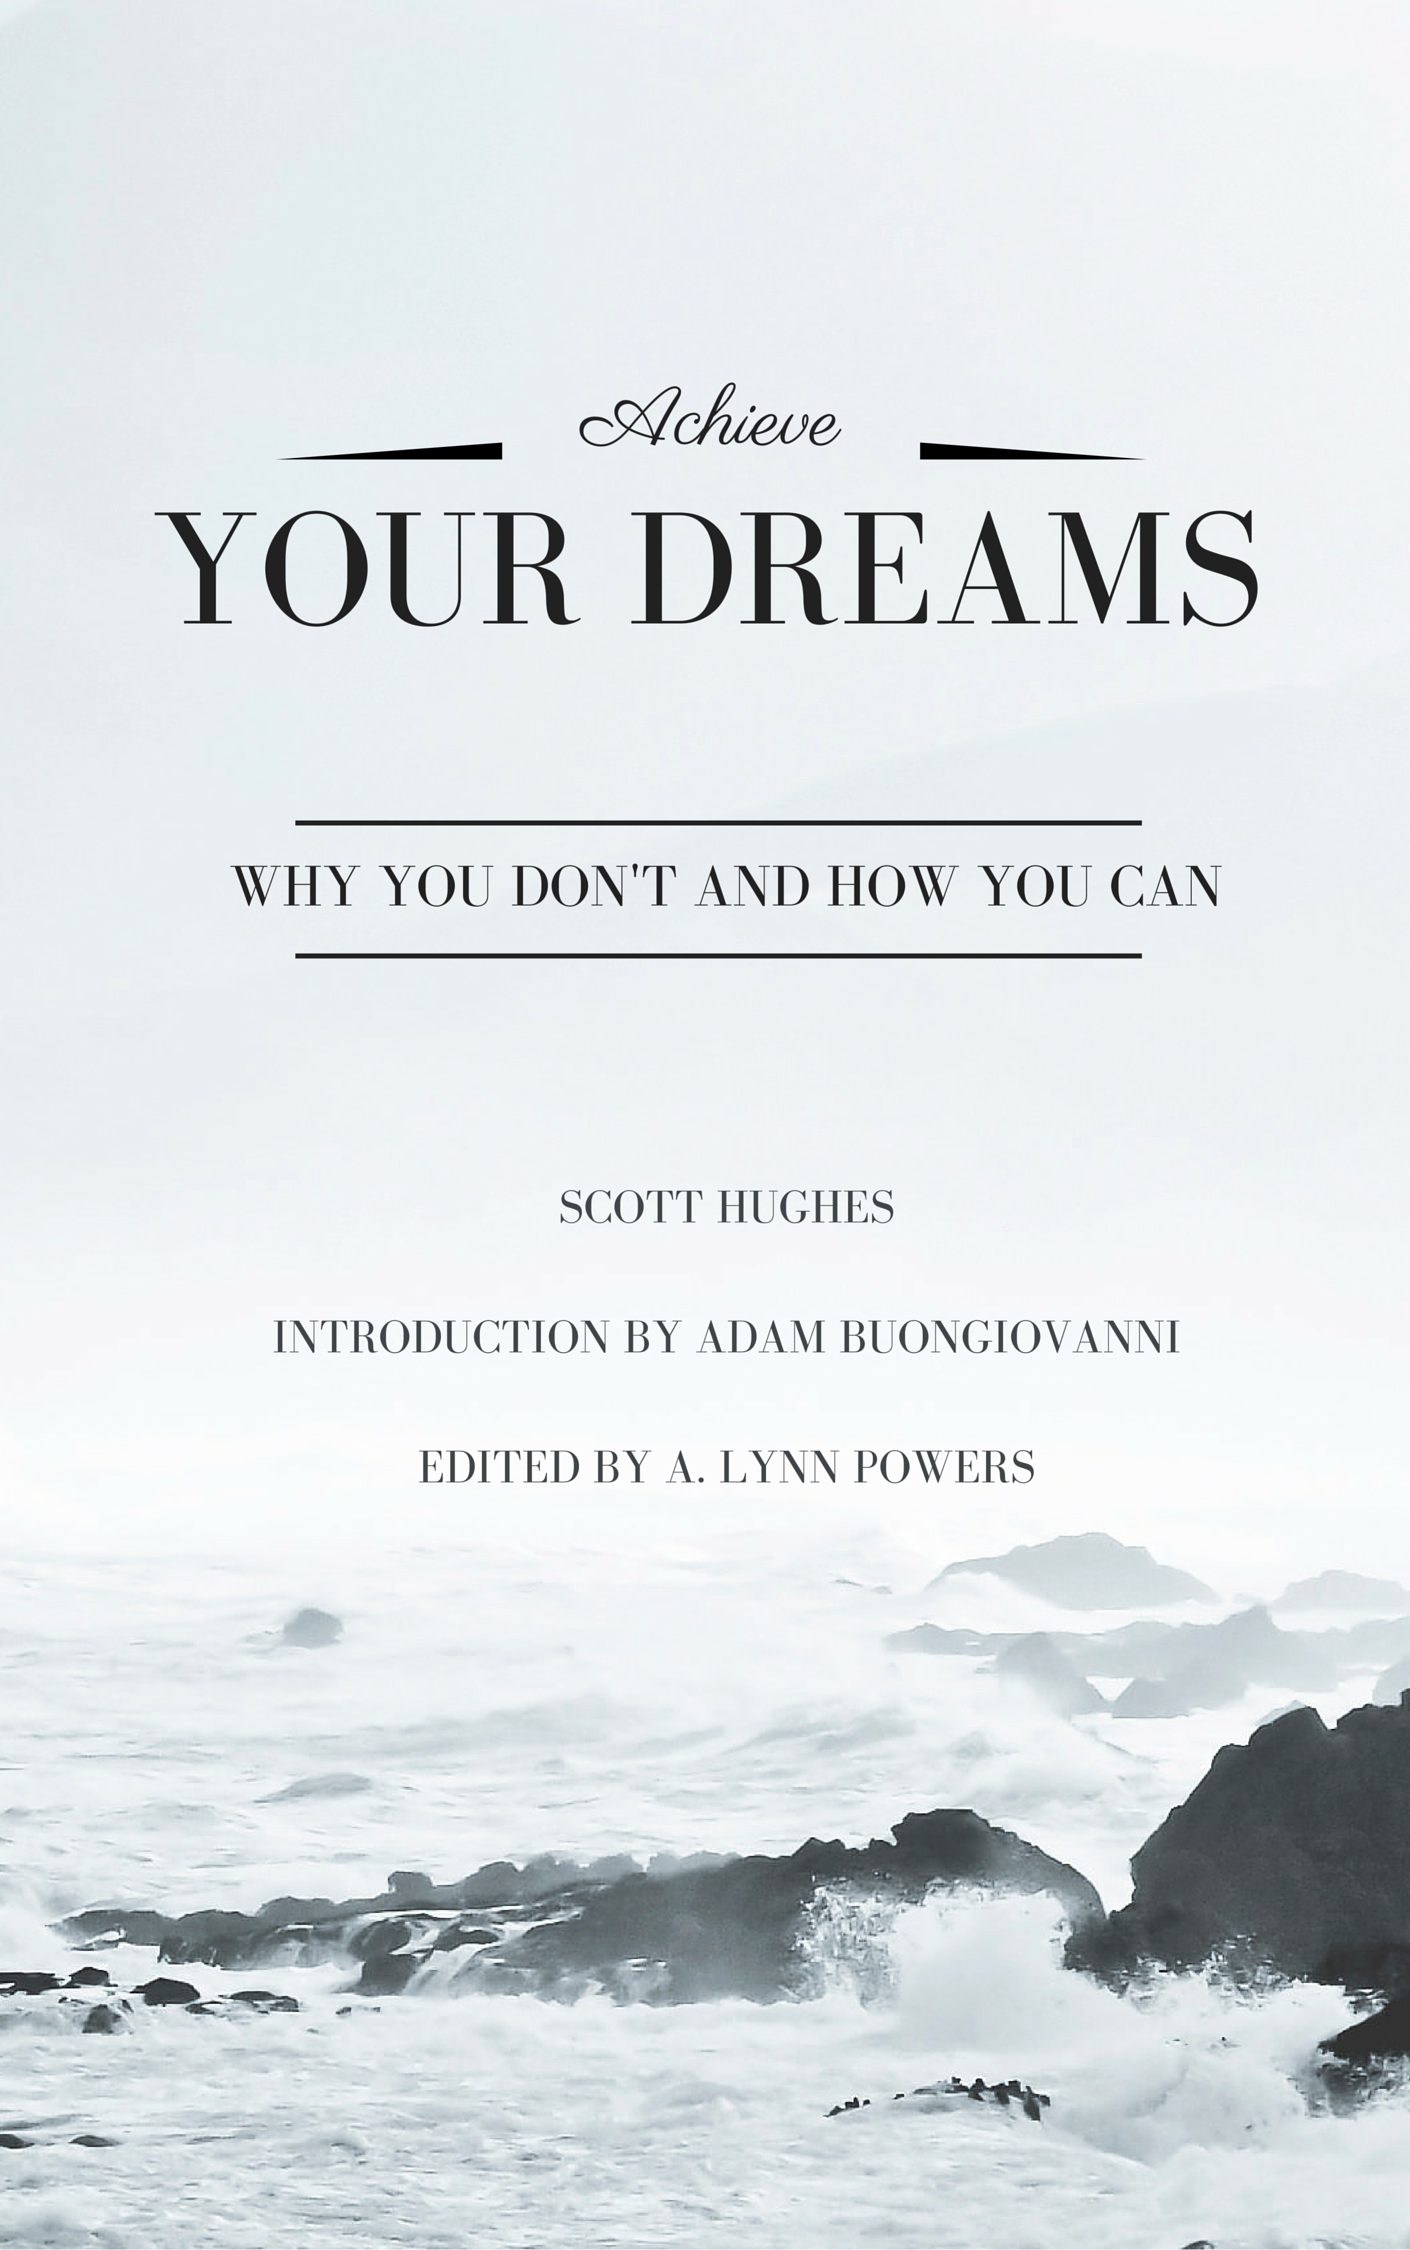 Achieve
YOUR DREAMS
WHY YOU DON'T AND HOW YOU CAN
SCOTT HUGHES
INTRODUCTION BY ADAM BUONGIOVANNI
EDITED BY A. LYNN POWERS